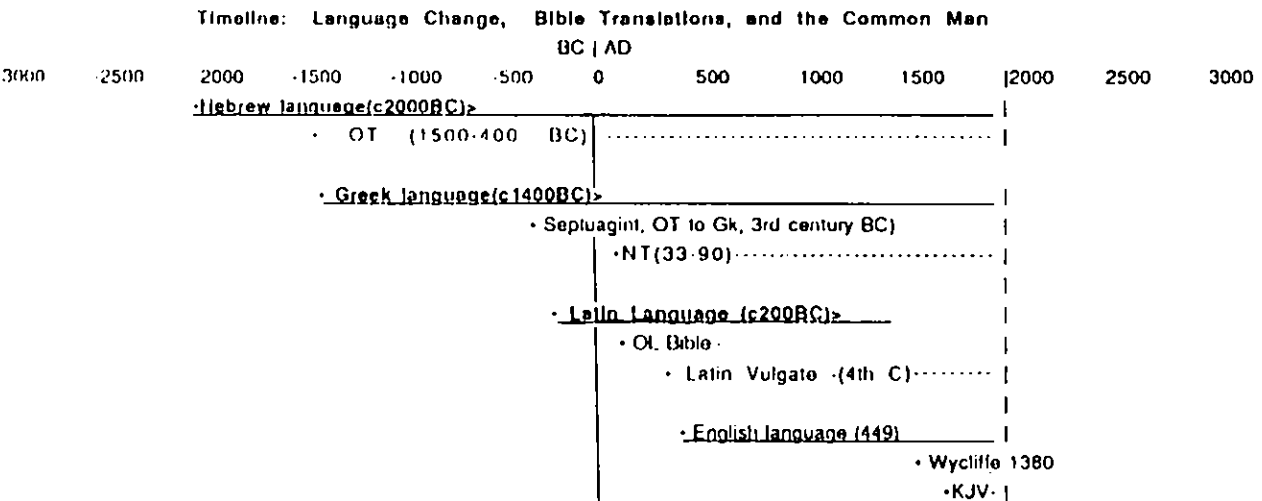 Timeline: Language Change, Bible Translations, and the Common Man
BC | AD
3000 -2500 2000 -1500 -1000 -500 0 500 1000 1500 |2000 2500 3000
·Hebrew language(c2000BC)>
· OT (1500-400 BC)
· Greek language(c1400BC)>
· Septuagint, OT to Gk, 3rd century BC)
·NT(33-90)
· Latin Language (c200BC)>
· OL Bible
· Latin Vulgate -(4th C)
· English language (449)
· Wycliffe 1380
·KJV-